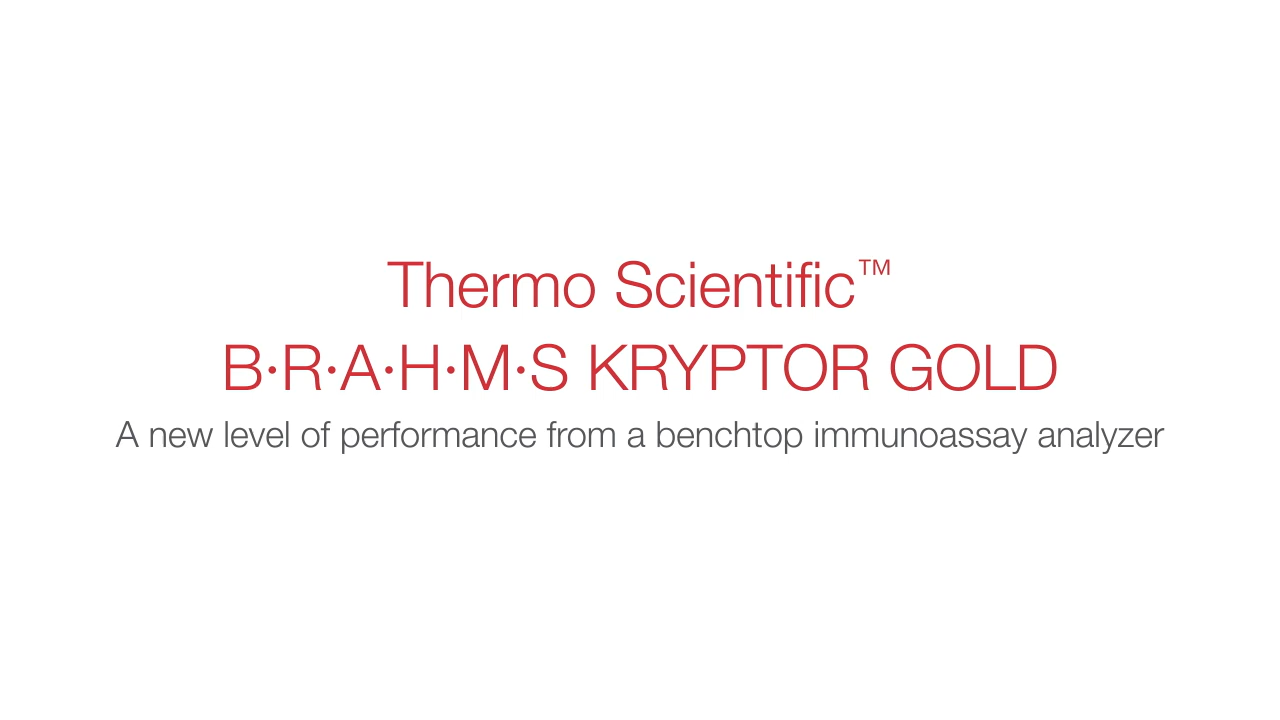 Thermo Scientific™
B·R·A·H·M·S KRYPTOR GOLD
A new level of performance from a benchtop immunoassay analyzer